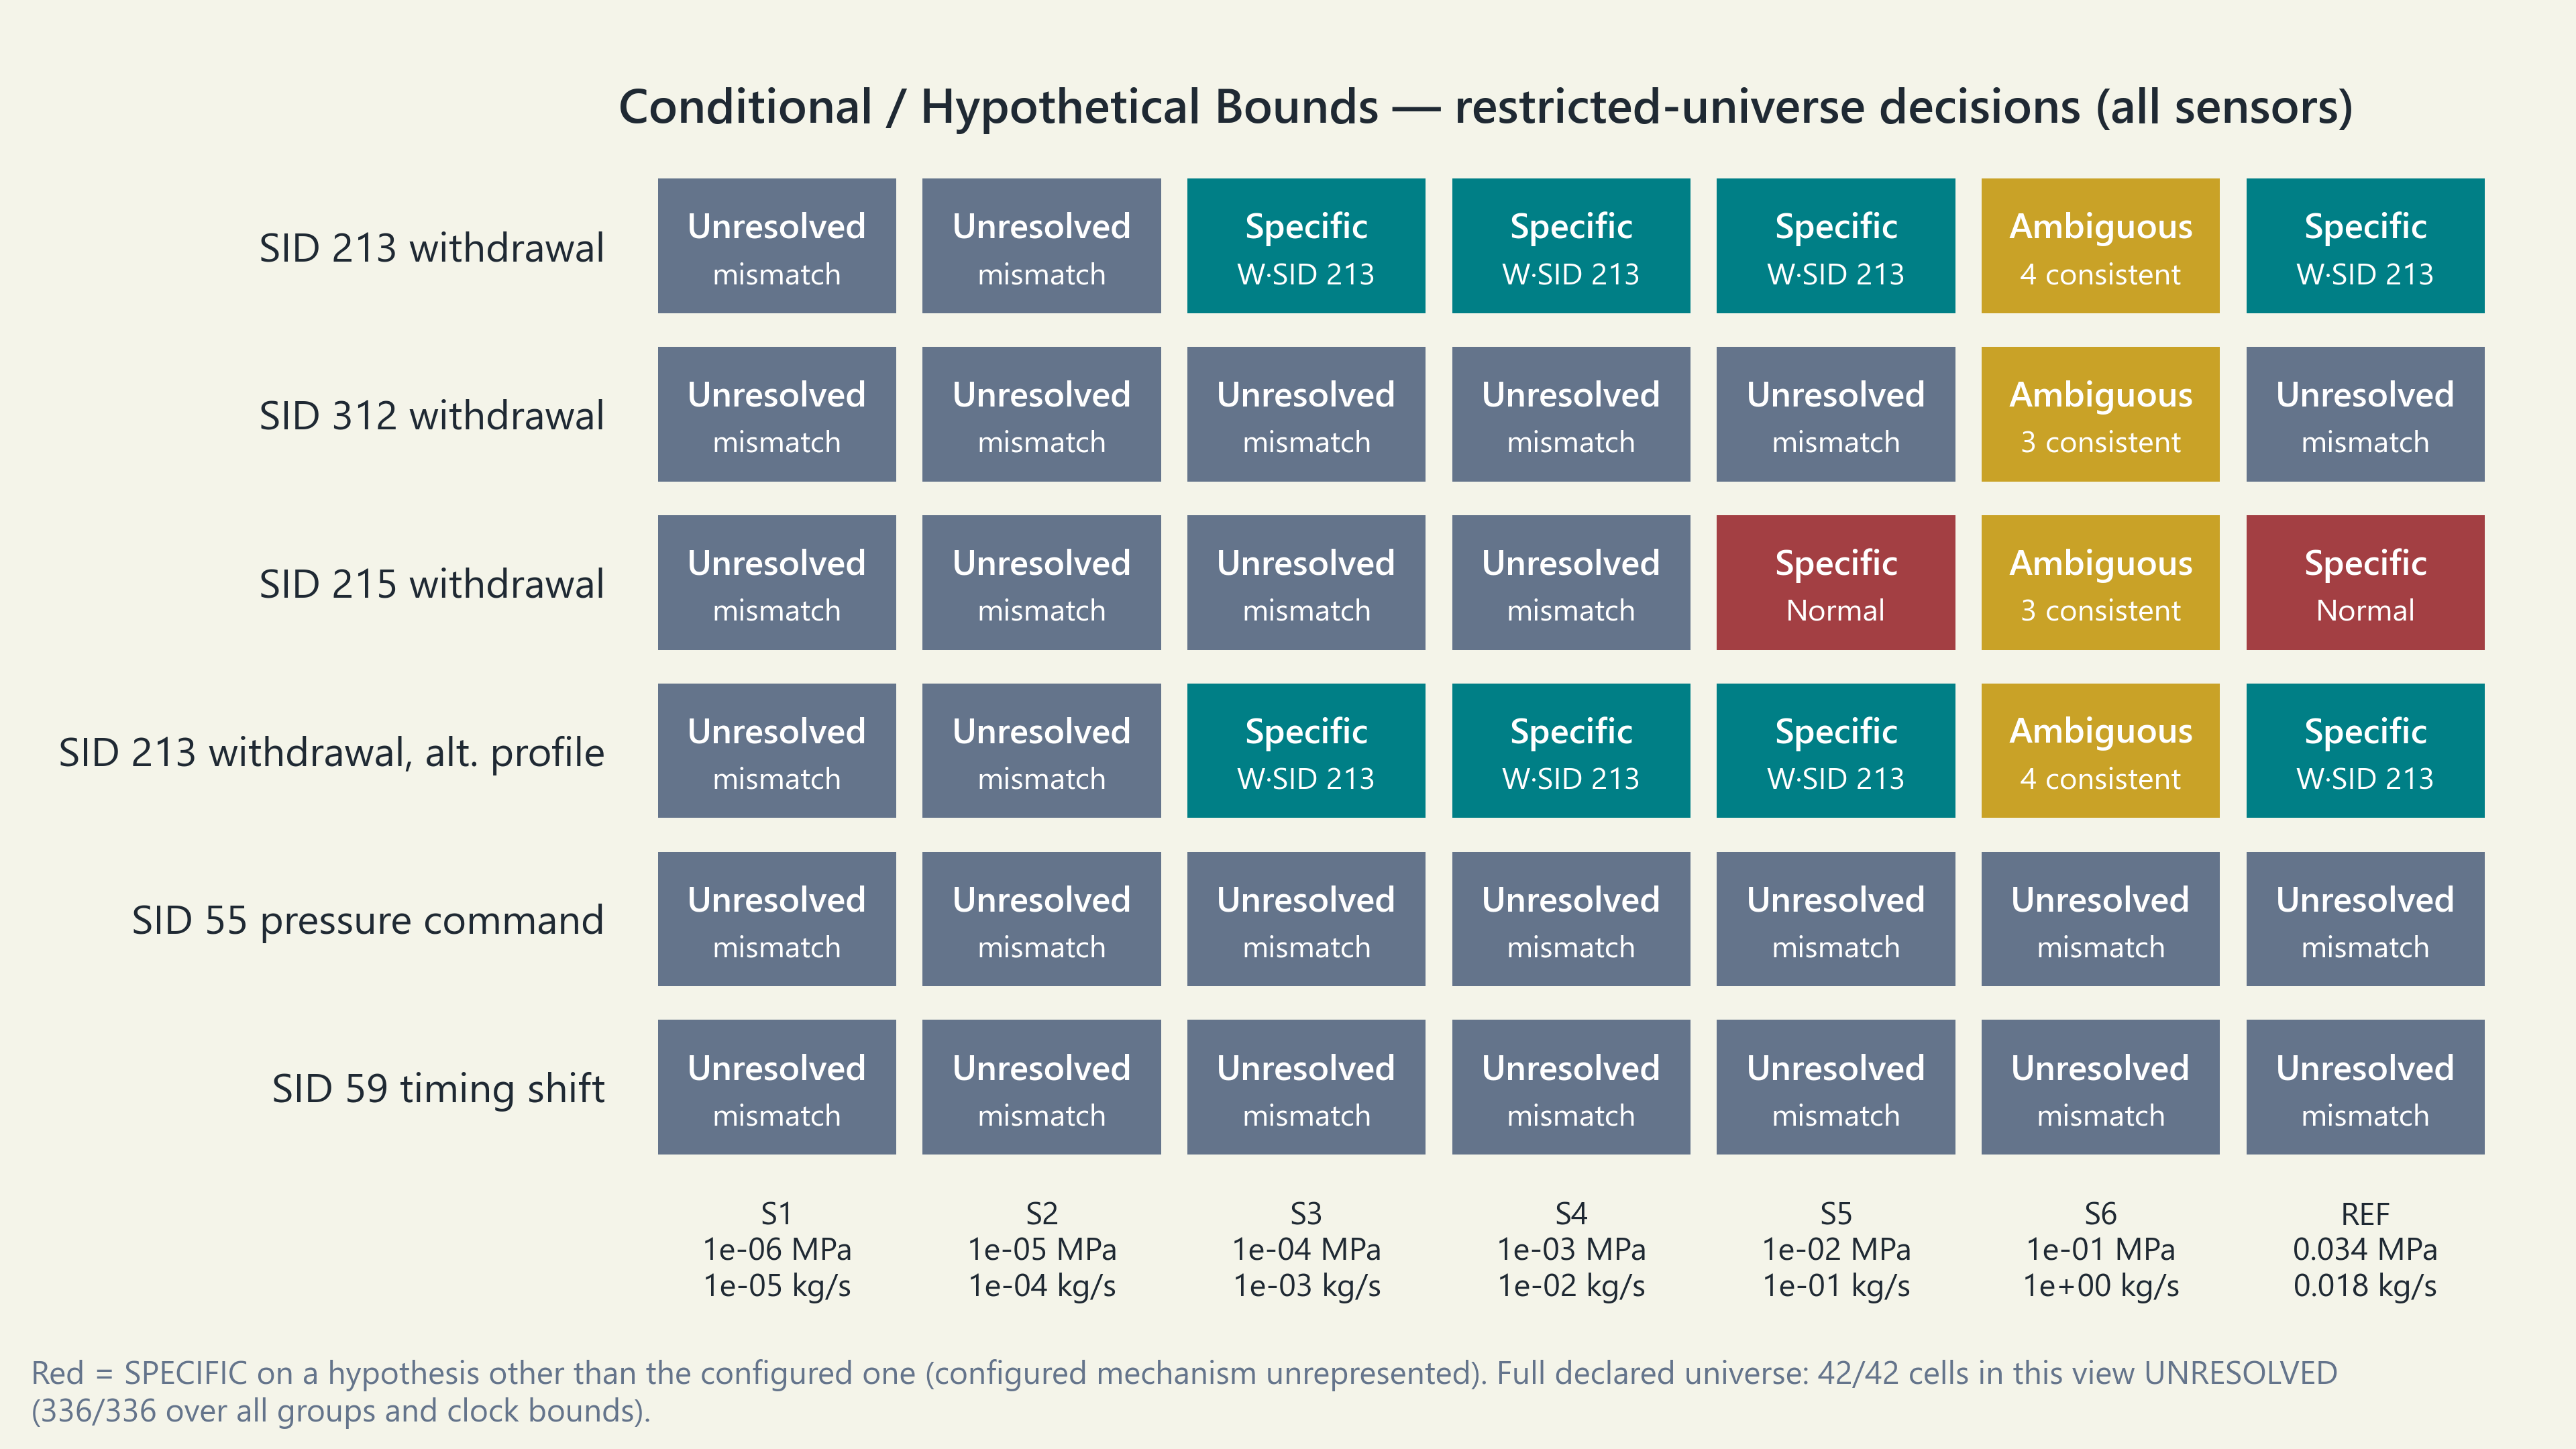 Conditional / Hypothetical Bounds — restricted-universe decisions (all sensors)
SID 213 withdrawal
Unresolved
mismatch
Unresolved
mismatch
Specific
W·SID 213
Specific
W·SID 213
Specific
W·SID 213
Ambiguous
4 consistent
Specific
W·SID 213
SID 312 withdrawal
Unresolved
mismatch
Unresolved
mismatch
Unresolved
mismatch
Unresolved
mismatch
Unresolved
mismatch
Ambiguous
3 consistent
Unresolved
mismatch
SID 215 withdrawal
Unresolved
mismatch
Unresolved
mismatch
Unresolved
mismatch
Unresolved
mismatch
Specific
Normal
Ambiguous
3 consistent
Specific
Normal
SID 213 withdrawal, alt. profile
Unresolved
mismatch
Unresolved
mismatch
Specific
W·SID 213
Specific
W·SID 213
Specific
W·SID 213
Ambiguous
4 consistent
Specific
W·SID 213
SID 55 pressure command
Unresolved
mismatch
Unresolved
mismatch
Unresolved
mismatch
Unresolved
mismatch
Unresolved
mismatch
Unresolved
mismatch
Unresolved
mismatch
SID 59 timing shift
Unresolved
mismatch
Unresolved
mismatch
Unresolved
mismatch
Unresolved
mismatch
Unresolved
mismatch
Unresolved
mismatch
Unresolved
mismatch
S1
1e-06 MPa
1e-05 kg/s
S2
1e-05 MPa
1e-04 kg/s
S3
1e-04 MPa
1e-03 kg/s
S4
1e-03 MPa
1e-02 kg/s
S5
1e-02 MPa
1e-01 kg/s
S6
1e-01 MPa
1e+00 kg/s
REF
0.034 MPa
0.018 kg/s
Red = SPECIFIC on a hypothesis other than the configured one (configured mechanism unrepresented). Full declared universe: 42/42 cells in this view UNRESOLVED
(336/336 over all groups and clock bounds).